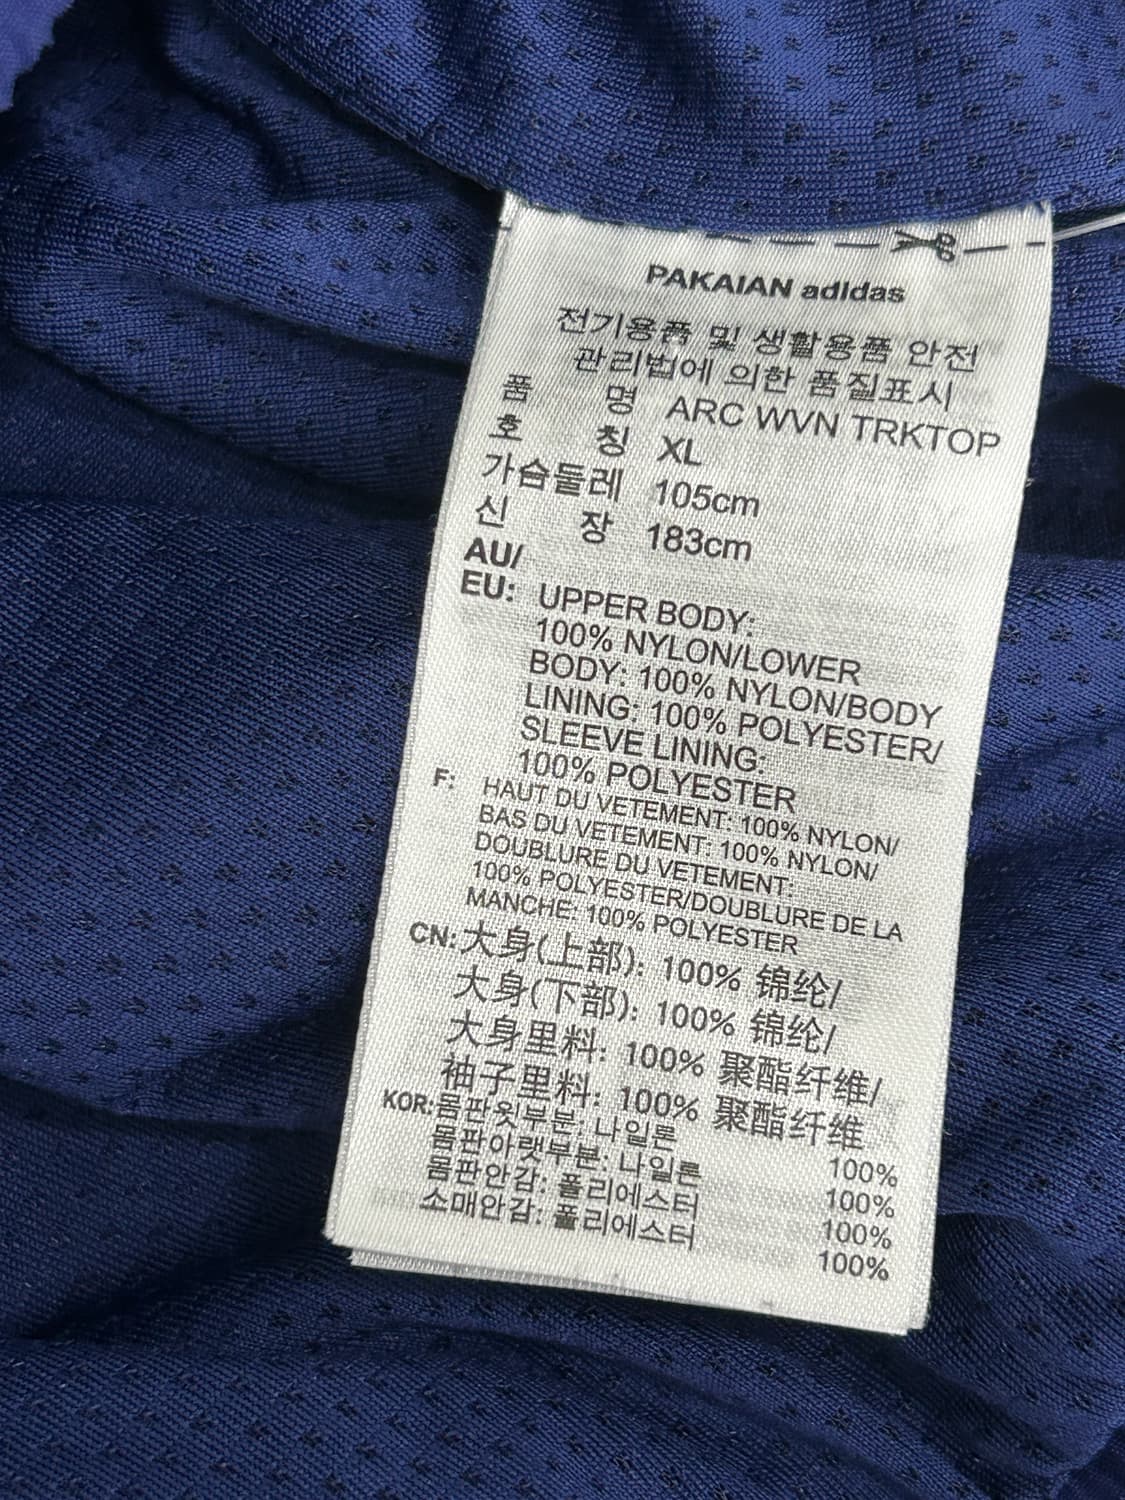 PAKAIAN adidas
전기용품 및 생활용품 안전
관리법에 의한 품질표시
품 명 ARC WVN TRKTOP
호 칭 XL
가슴둘레 105cm
신 장 183cm
AU/
EU: UPPER BODY:
100% NYLON/LOWER
BODY: 100% NYLON/BODY
LINING: 100% POLYESTER/
SLEEVE LINING:
100% POLYESTER
F: HAUT DU VETEMENT: 100% NYLON/
BAS DU VETEMENT: 100% NYLON/
DOUBLURE DU VETEMENT:
100% POLYESTER/DOUBLURE DE LA
MANCHE: 100% POLYESTER
CN: 大身(上部): 100% 锦纶/
大身(下部): 100% 锦纶/
大身里料: 100% 聚酯纤维/
袖子里料: 100% 聚酯纤维
KOR: 몸판윗부분: 나일론 100%
몸판아랫부분: 나일론 100%
몸판안감: 폴리에스터 100%
소매안감: 폴리에스터 100%